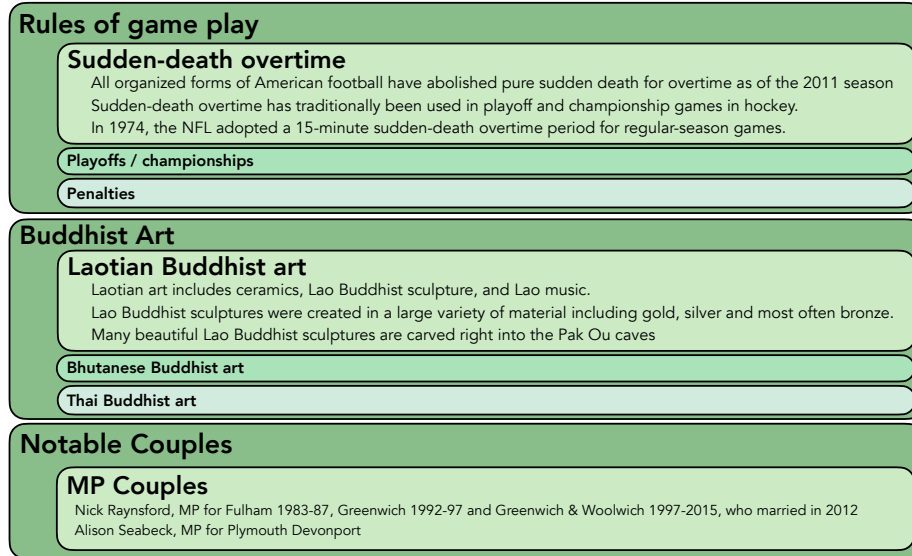 Rules of game play
Sudden-death overtime
All organized forms of American football have abolished pure sudden death for overtime as of the 2011 season
Sudden-death overtime has traditionally been used in playoff and championship games in hockey.
In 1974, the NFL adopted a 15-minute sudden-death overtime period for regular-season games.
Playoffs / championships
Penalties
Buddhist Art
Laotian Buddhist art
Laotian art includes ceramics, Lao Buddhist sculpture, and Lao music.
Lao Buddhist sculptures were created in a large variety of material including gold, silver and most often bronze.
Many beautiful Lao Buddhist sculptures are carved right into the Pak Ou caves
Bhutanese Buddhist art
Thai Buddhist art
Notable Couples
MP Couples
Nick Raynsford, MP for Fulham 1983-87, Greenwich 1992-97 and Greenwich & Woolwich 1997-2015, who married in 2012
Alison Seabeck, MP for Plymouth Devonport